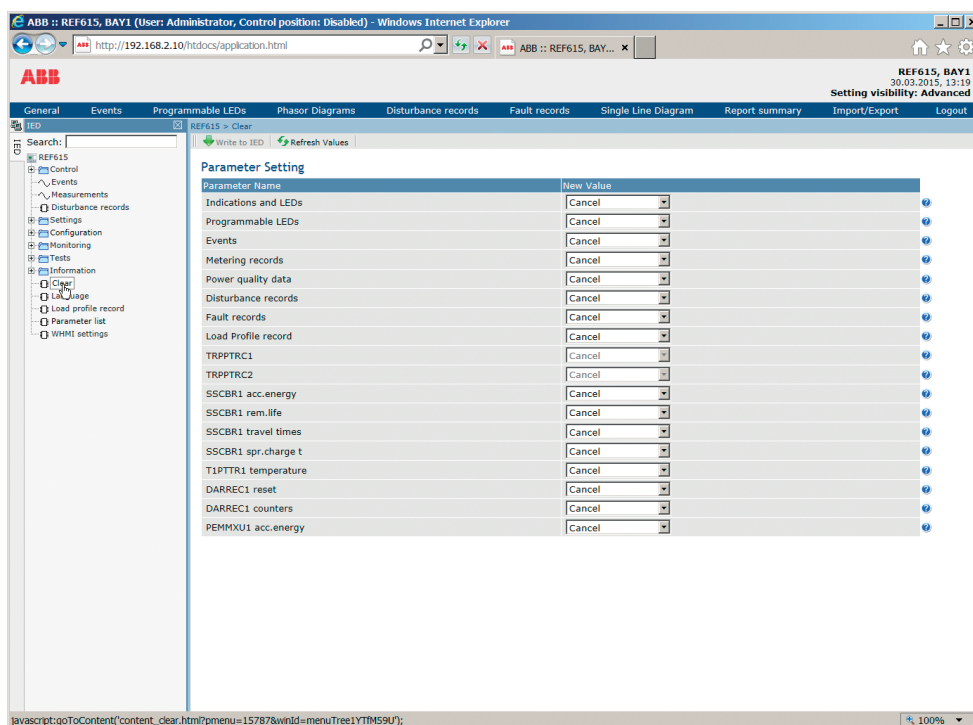 ABB :: REF615, BAY1 (User: Administrator, Control position: Disabled) - Windows Internet Explorer
http://192.168.2.10/htdocs/application.html
ABB :: REF615, BAY...
ABB
REF615, BAY1
30.03.2015, 13:19
Setting visibility: Advanced
General Events Programmable LEDs Phasor Diagrams Disturbance records Fault records Single Line Diagram Report summary Import/Export Logout
IED
IED
REF615 > Clear
Search:
Write to IED Refresh Values
REF615
Control
Events
Measurements
Disturbance records
Settings
Configuration
Monitoring
Tests
Information
Clear
Language
Load profile record
Parameter list
WHMI settings
Parameter Setting
Parameter Name New Value
Indications and LEDs Cancel
Programmable LEDs Cancel
Events Cancel
Metering records Cancel
Power quality data Cancel
Disturbance records Cancel
Fault records Cancel
Load Profile record Cancel
TRPPTRC1 Cancel
TRPPTRC2 Cancel
SSCBR1 acc.energy Cancel
SSCBR1 rem.life Cancel
SSCBR1 travel times Cancel
SSCBR1 spr.charge t Cancel
T1PTTR1 temperature Cancel
DARREC1 reset Cancel
DARREC1 counters Cancel
PEMMXU1 acc.energy Cancel
javascript:goToContent('content_clear.html?pmenu=15787&winId=menuTree1YTfM59U');
100%